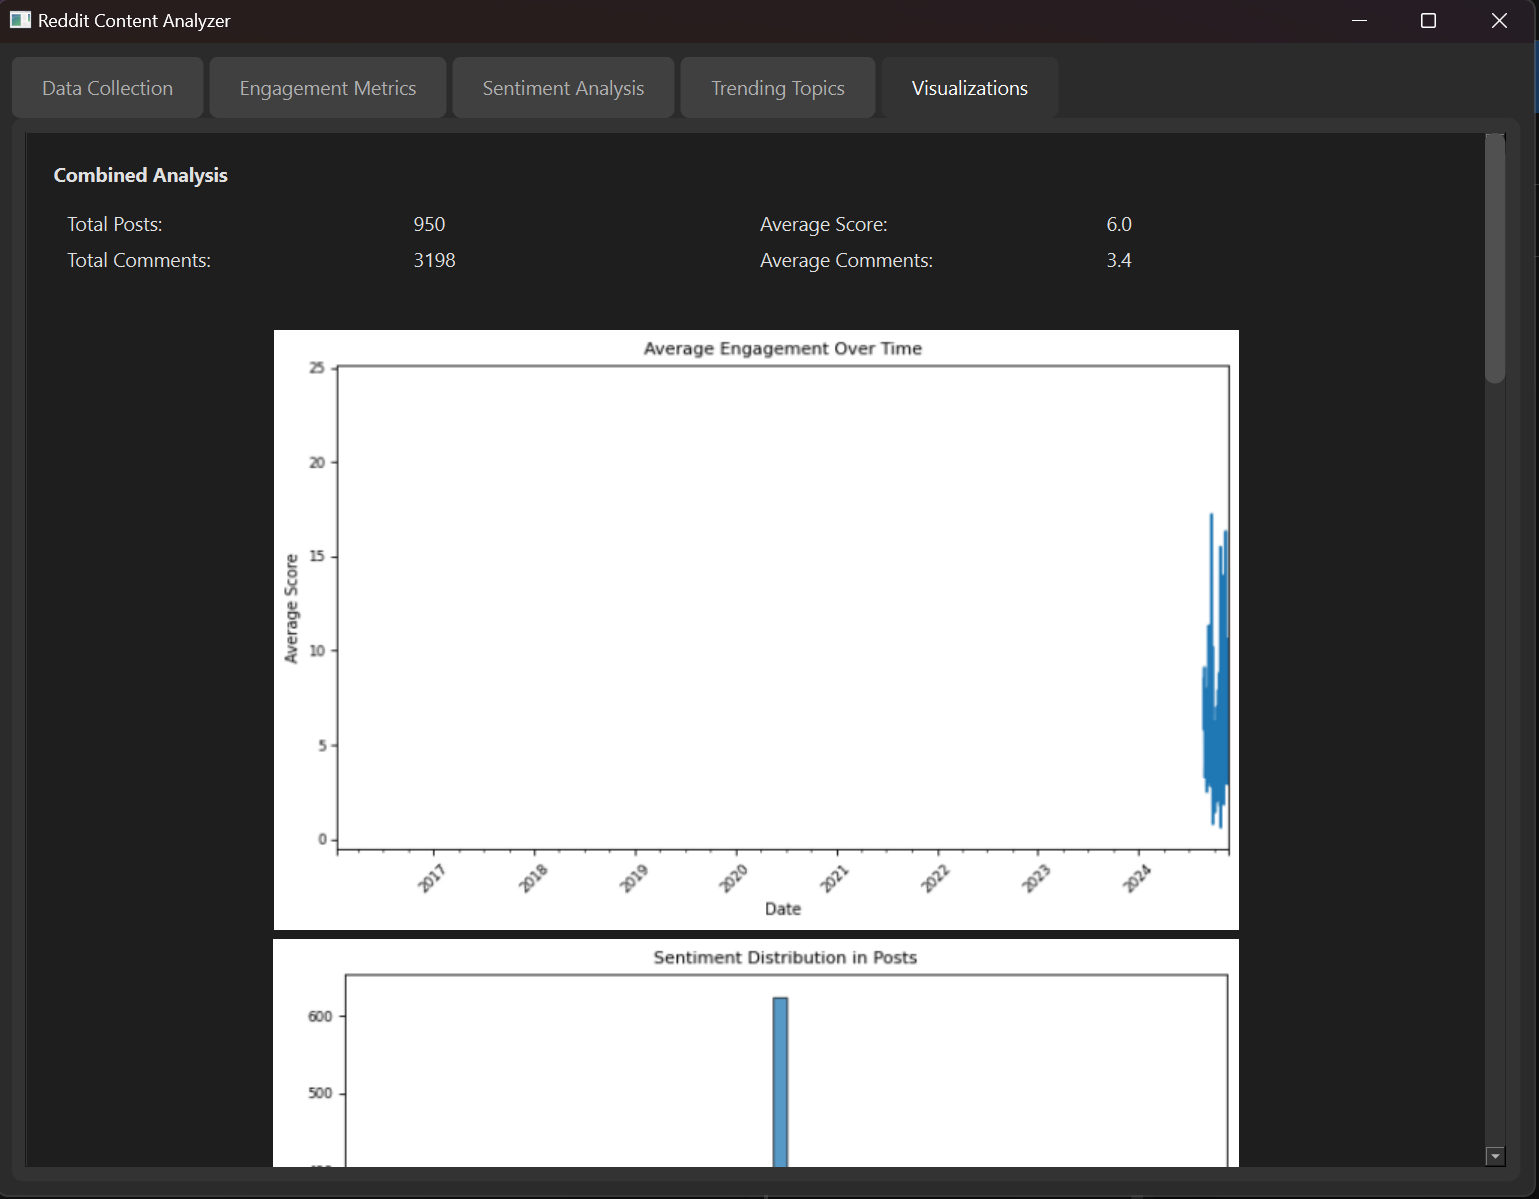 Reddit Content Analyzer
Data Collection
Engagement Metrics
Sentiment Analysis
Trending Topics
Visualizations
Combined Analysis
Total Posts: 950 Average Score: 6.0
Total Comments: 3198 Average Comments: 3.4
Average Engagement Over Time
25
20
15
10
5
0
Average Score
2017 2018 2019 2020 2021 2022 2023 2024
Date
Sentiment Distribution in Posts
600
500